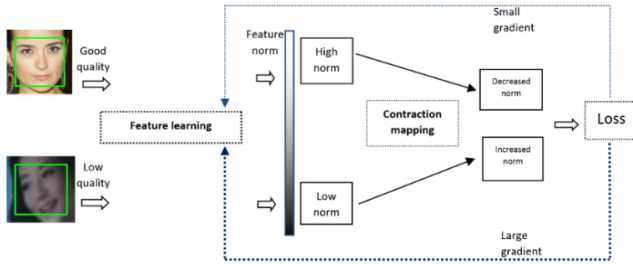 Small
gradient
Good
quality
Feature
norm
High
norm
Decreased
norm
Feature learning
Contraction
mapping
Loss
Low
quality
Increased
norm
Low
norm
Large
gradient